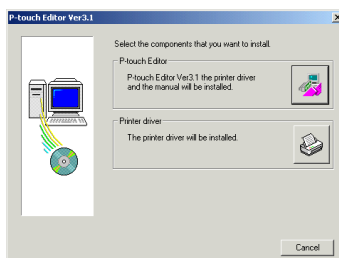 P-touch Editor Ver3.1
Select the components that you want to install.
P-touch Editor
P-touch Editor Ver3.1 the printer driver
and the manual will be installed.
Printer driver
The printer driver will be installed.
Cancel